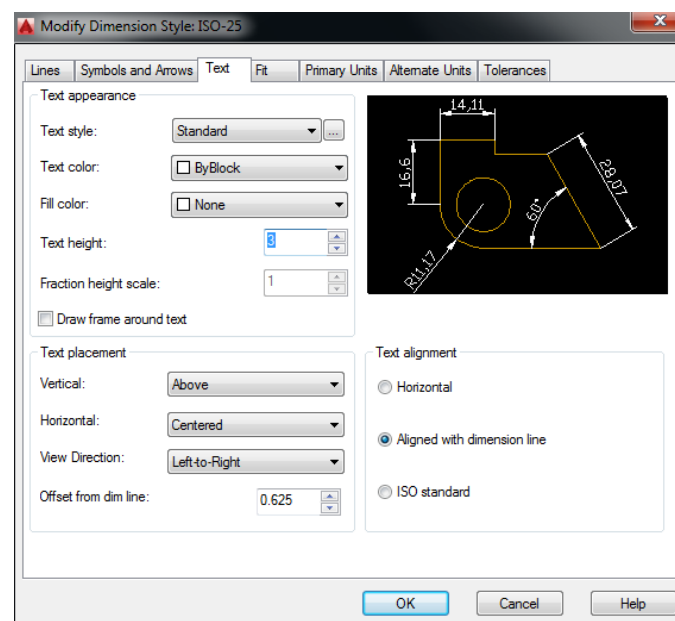 Modify Dimension Style: ISO-25
Lines Symbols and Arrows Text Fit Primary Units Alternate Units Tolerances
Text appearance
Text style: Standard ...
Text color: ByBlock
Fill color: None
Text height: 3
Fraction height scale: 1
Draw frame around text
14,11
16,6
28,07
60°
R11,17
Text placement
Vertical: Above
Horizontal: Centered
View Direction: Left-to-Right
Offset from dim line: 0.625
Text alignment
Horizontal
Aligned with dimension line
ISO standard
OK Cancel Help